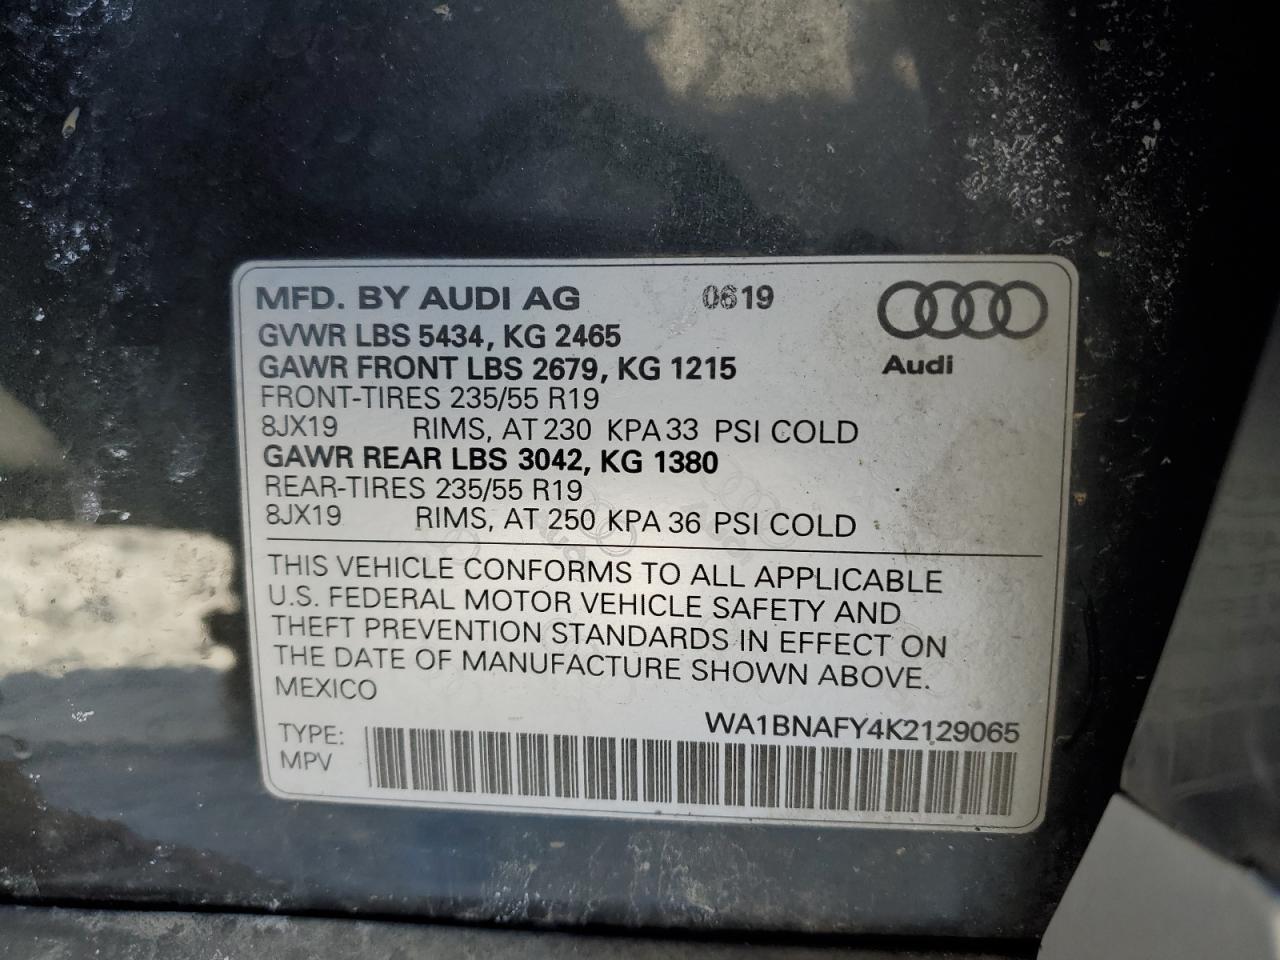 MFD. BY AUDI AG 0619
GVWR LBS 5434, KG 2465
GAWR FRONT LBS 2679, KG 1215
Audi
FRONT-TIRES 235/55 R19
8JX19 RIMS, AT 230 KPA 33 PSI COLD
GAWR REAR LBS 3042, KG 1380
REAR-TIRES 235/55 R19
8JX19 RIMS, AT 250 KPA 36 PSI COLD
THIS VEHICLE CONFORMS TO ALL APPLICABLE
U.S. FEDERAL MOTOR VEHICLE SAFETY AND
THEFT PREVENTION STANDARDS IN EFFECT ON
THE DATE OF MANUFACTURE SHOWN ABOVE.
MEXICO
WA1BNAFY4K2129065
TYPE:
MPV